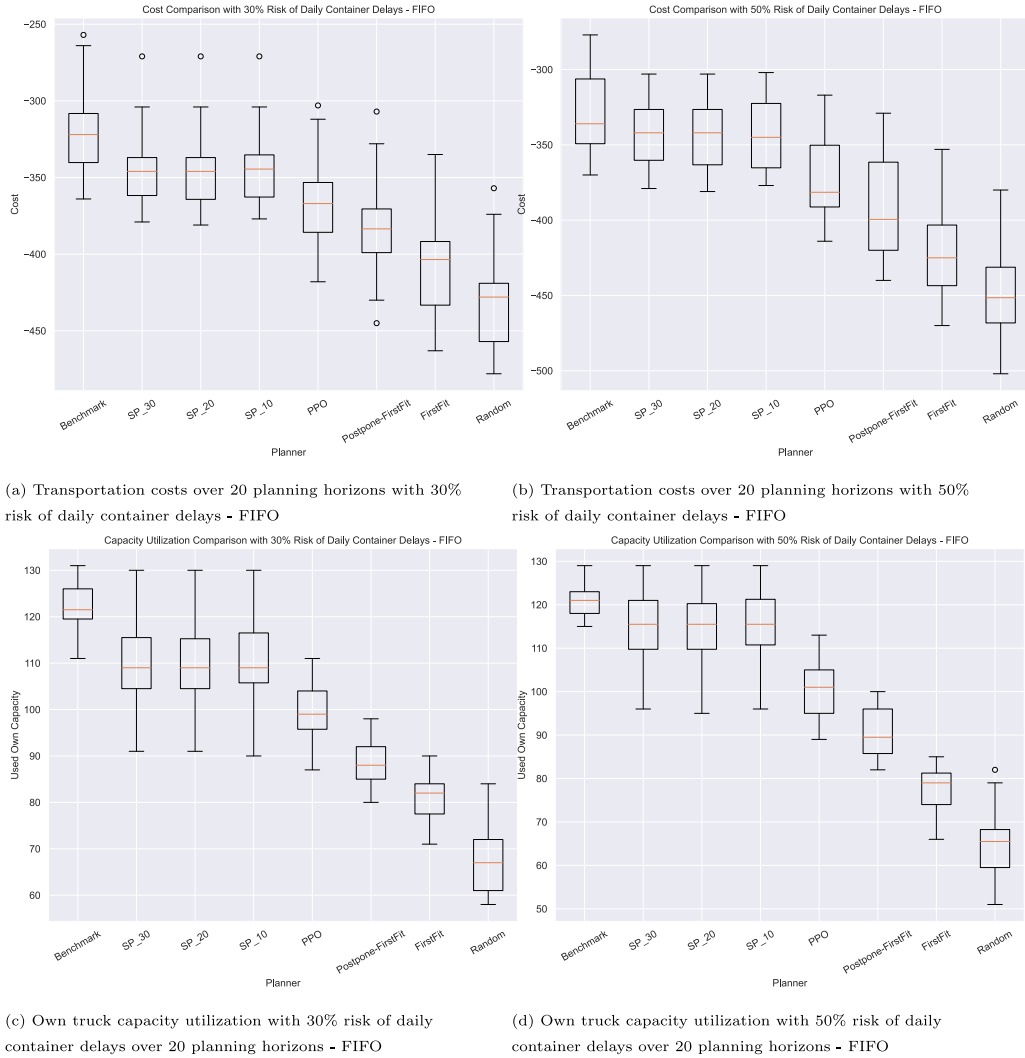 Cost Comparison with 30% Risk of Daily Container Delays - FIFO
−250
−300
−350
−400
−450
Cost
Benchmark
SP_30
SP_20
SP_10
PPO
Postpone-FirstFit
FirstFit
Random
Planner
(a) Transportation costs over 20 planning horizons with 30%
risk of daily container delays - FIFO
Cost Comparison with 50% Risk of Daily Container Delays - FIFO
−300
−350
−400
−450
−500
Cost
Benchmark
SP_30
SP_20
SP_10
PPO
Postpone-FirstFit
FirstFit
Random
Planner
(b) Transportation costs over 20 planning horizons with 50%
risk of daily container delays - FIFO
Capacity Utilization Comparison with 30% Risk of Daily Container Delays - FIFO
130
120
110
100
90
80
70
60
Used Own Capacity
Benchmark
SP_30
SP_20
SP_10
PPO
Postpone-FirstFit
FirstFit
Random
Planner
(c) Own truck capacity utilization with 30% risk of daily
container delays over 20 planning horizons - FIFO
Capacity Utilization Comparison with 50% Risk of Daily Container Delays - FIFO
130
120
110
100
90
80
70
60
50
Used Own Capacity
Benchmark
SP_30
SP_20
SP_10
PPO
Postpone-FirstFit
FirstFit
Random
Planner
(d) Own truck capacity utilization with 50% risk of daily
container delays over 20 planning horizons - FIFO